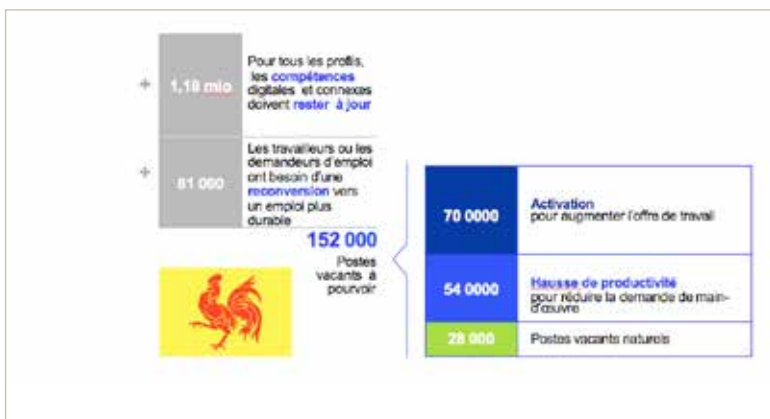 + 1,18 mio
Pour tous les profils,
les compétences
digitales et connexes
doivent rester à jour
+ 81 000
Les travailleurs ou les
demandeurs d'emploi
ont besoin d'une
reconversion vers
un emploi plus
durable
152 000
Postes
vacants à
pourvoir
70 0000
Activation
pour augmenter l'offre de travail
54 0000
Hausse de productivité
pour réduire la demande de main-
d'œuvre
28 000
Postes vacants naturels